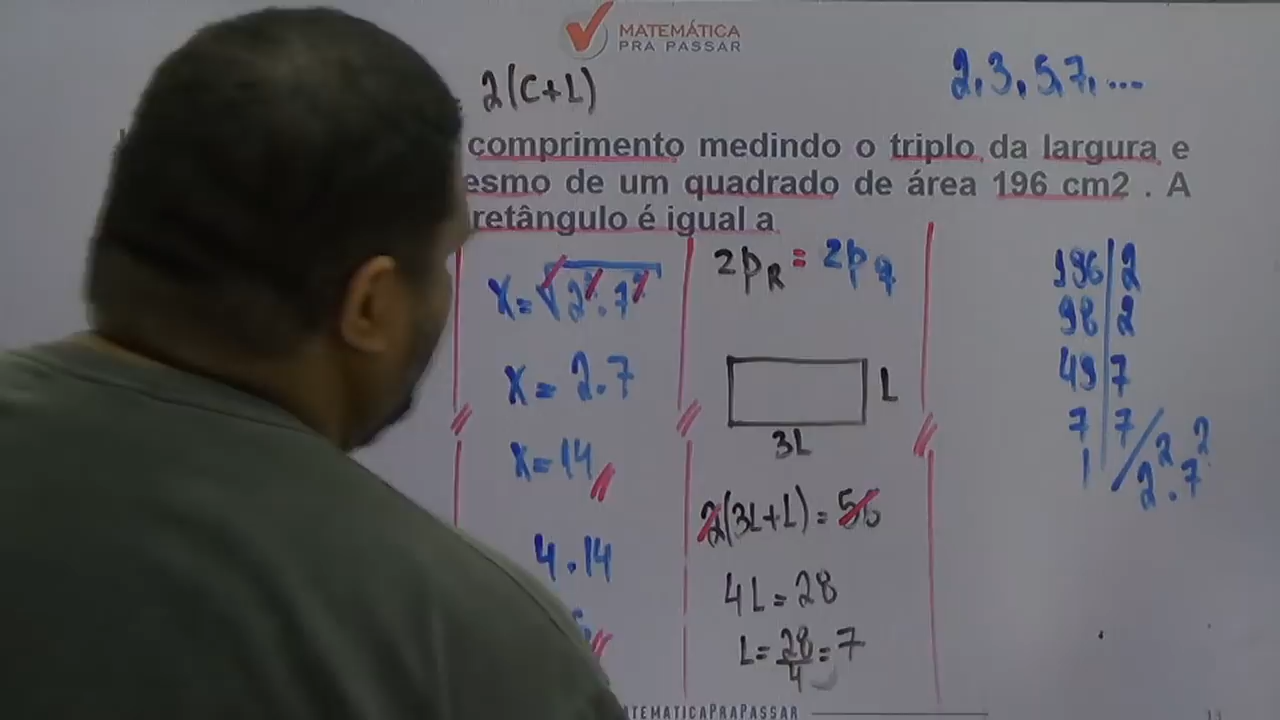 MATEMÁTICA
PRA PASSAR
2(C+L)
2, 3, 5, 7, ...
comprimento medindo o triplo da largura e
esmo de um quadrado de área 196 cm2 . A
retângulo é igual a
X = √2².7²
X = 2.7
X = 14
4.14
2pR = 2pq
L
3L
2(3L+L) = 56
4L = 28
L = 28/4 = 7
196|2
98|2
49|7
7|7
1
2².7²
MATEMATICAPRAPASSAR